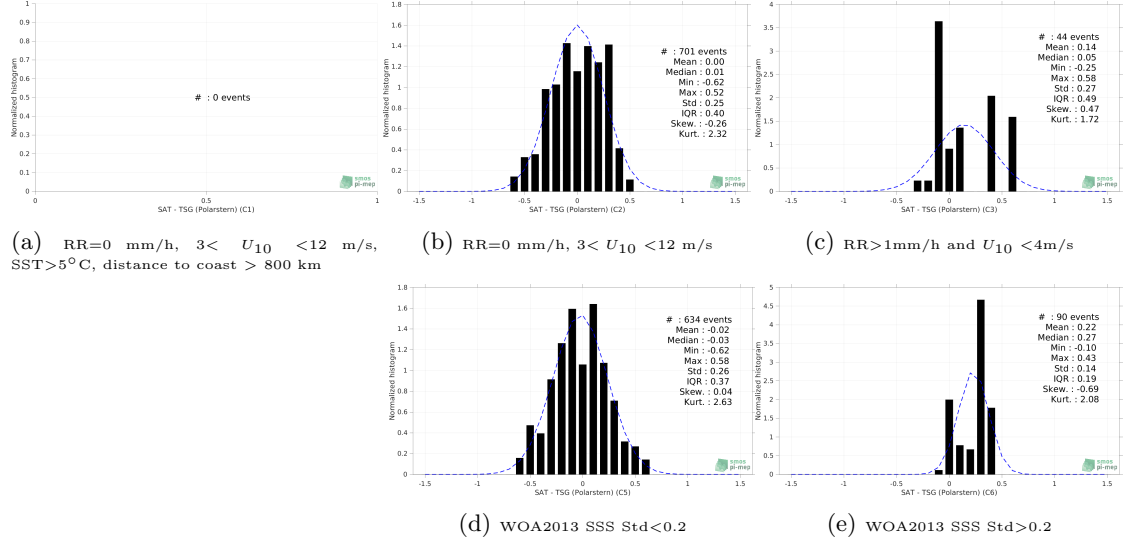 1
0.9
0.8
0.7
0.6
0.5
0.4
0.3
0.2
0.1
0
Normalized histogram
# : 0 events
0 0.5 1
SAT - TSG (Polarstern) (C1)
smos
pi-mep
(a) RR=0 mm/h, 3< U10 <12 m/s,
SST>5°C, distance to coast > 800 km
1.8
1.6
1.4
1.2
1
0.8
0.6
0.4
0.2
0
Normalized histogram
# : 701 events
Mean : 0.00
Median : 0.01
Min : -0.62
Max : 0.52
Std : 0.25
IQR : 0.40
Skew. : -0.26
Kurt. : 2.32
-1.5 -1 -0.5 0 0.5 1 1.5
SAT - TSG (Polarstern) (C2)
smos
pi-mep
(b) RR=0 mm/h, 3< U10 <12 m/s
4
3.5
3
2.5
2
1.5
1
0.5
0
Normalized histogram
# : 44 events
Mean : 0.14
Median : 0.05
Min : -0.25
Max : 0.58
Std : 0.27
IQR : 0.49
Skew. : 0.47
Kurt. : 1.72
-1.5 -1 -0.5 0 0.5 1 1.5
SAT - TSG (Polarstern) (C3)
smos
pi-mep
(c) RR>1mm/h and U10 <4m/s
1.8
1.6
1.4
1.2
1
0.8
0.6
0.4
0.2
0
Normalized histogram
# : 634 events
Mean : -0.02
Median : -0.03
Min : -0.62
Max : 0.58
Std : 0.26
IQR : 0.37
Skew. : 0.04
Kurt. : 2.63
-1.5 -1 -0.5 0 0.5 1 1.5
SAT - TSG (Polarstern) (C5)
smos
pi-mep
(d) WOA2013 SSS Std<0.2
5
4.5
4
3.5
3
2.5
2
1.5
1
0.5
0
Normalized histogram
# : 90 events
Mean : 0.22
Median : 0.27
Min : -0.10
Max : 0.43
Std : 0.14
IQR : 0.19
Skew. : -0.69
Kurt. : 2.08
-1.5 -1 -0.5 0 0.5 1 1.5
SAT - TSG (Polarstern) (C6)
smos
pi-mep
(e) WOA2013 SSS Std>0.2